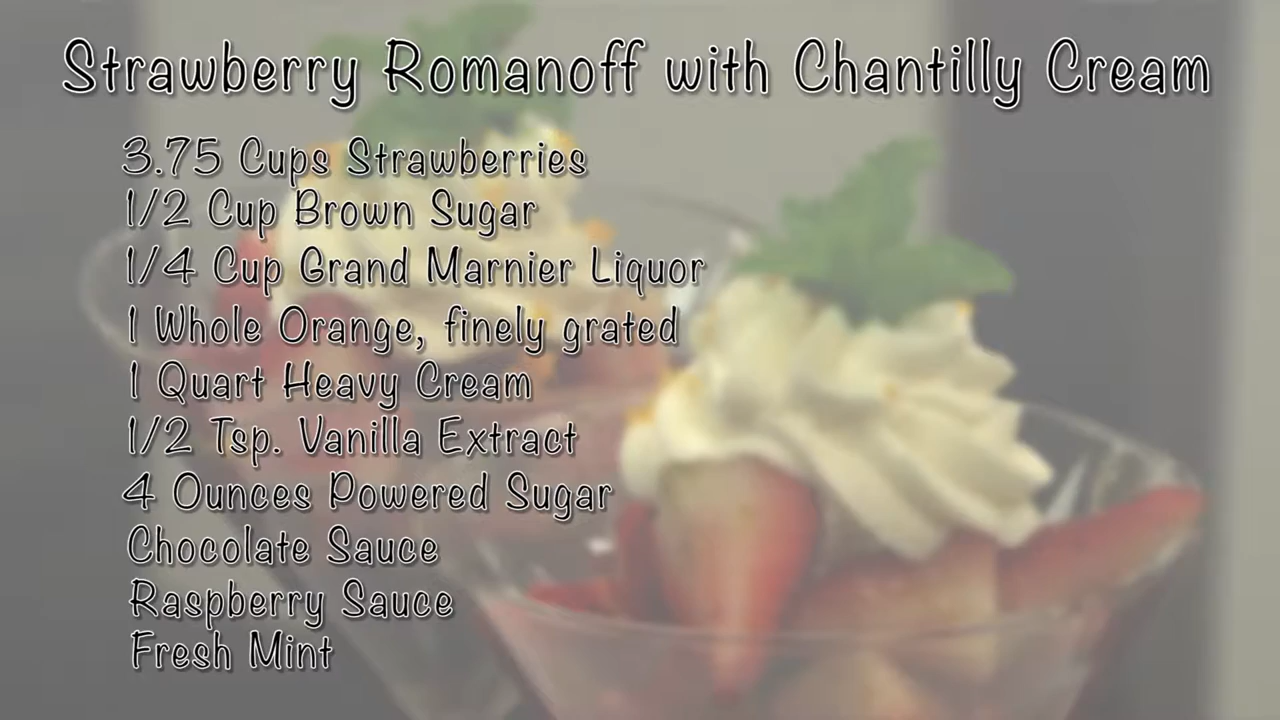 Strawberry Romanoff with Chantilly Cream
3.75 Cups Strawberries
1/2 Cup Brown Sugar
1/4 Cup Grand Marnier Liquor
1 Whole Orange, finely grated
1 Quart Heavy Cream
1/2 Tsp. Vanilla Extract
4 Ounces Powered Sugar
Chocolate Sauce
Raspberry Sauce
Fresh Mint